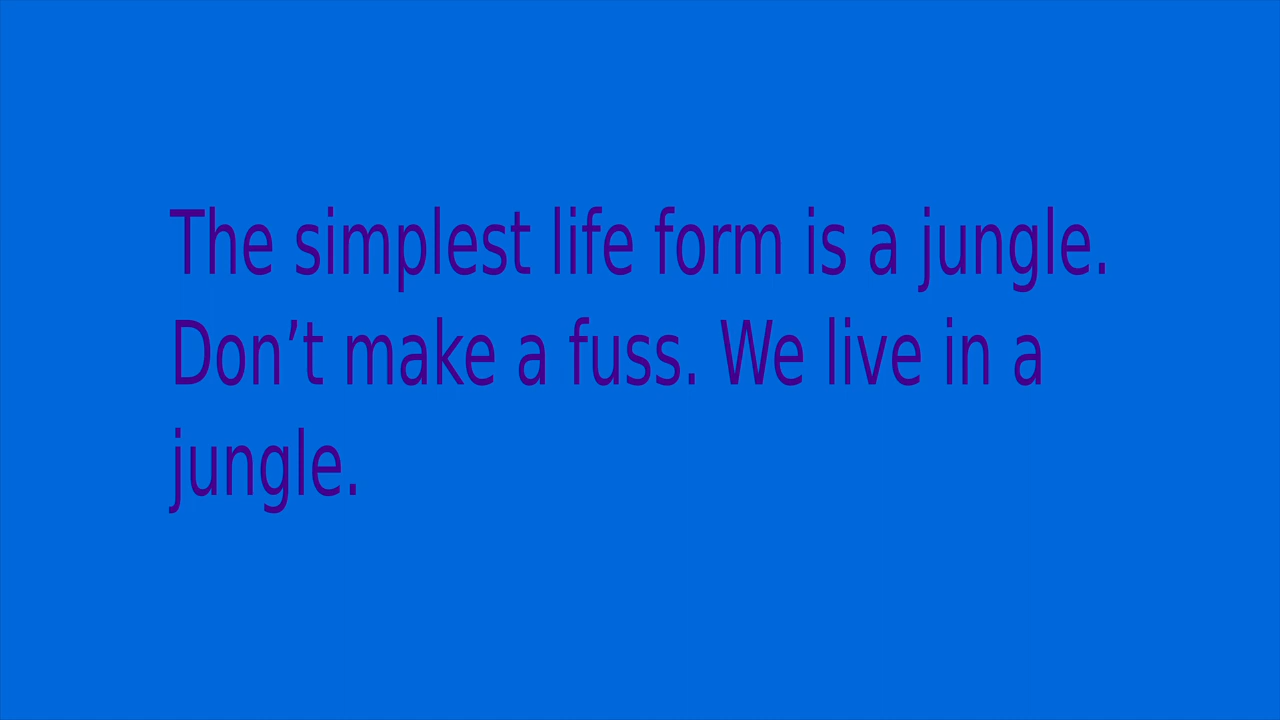 The simplest life form is a jungle.
Don’t make a fuss. We live in a
jungle.